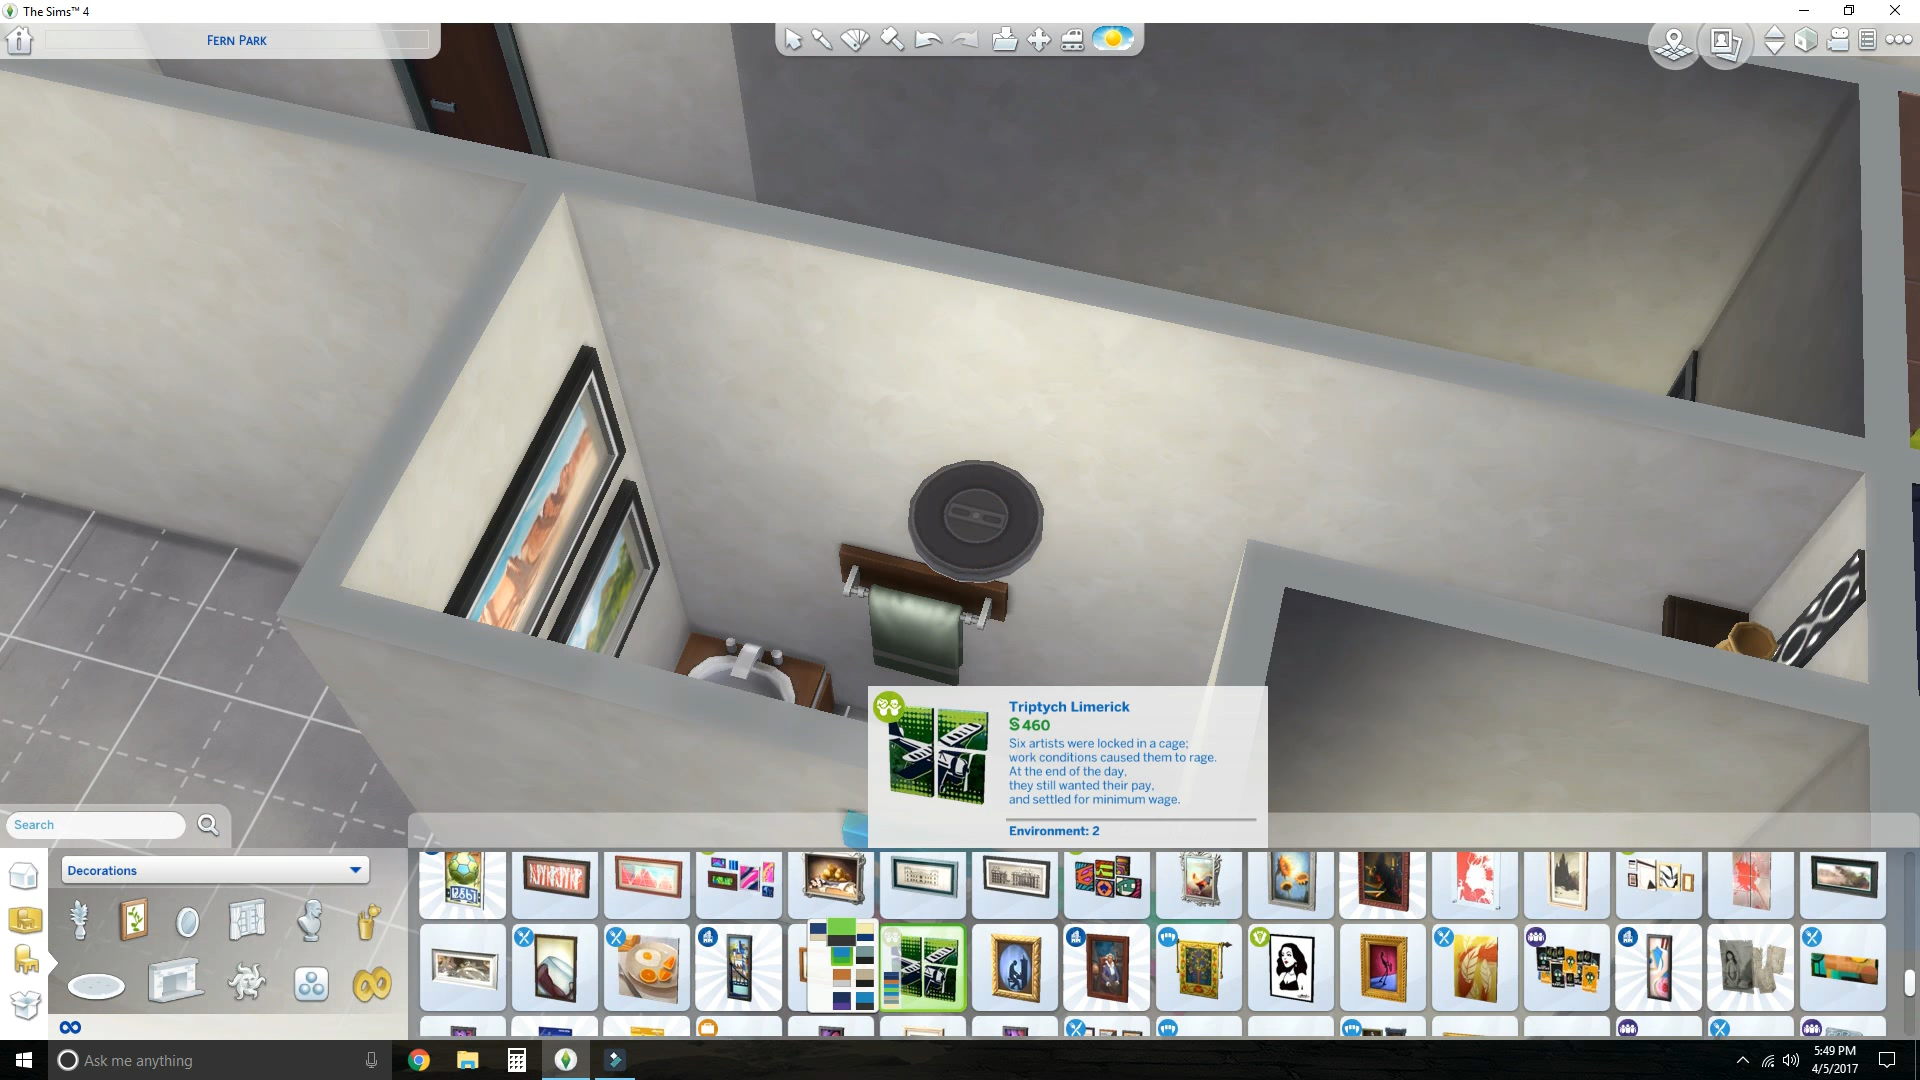 The Sims™ 4
FERN PARK
Triptych Limerick
§460
Six artists were locked in a cage;
work conditions caused them to rage.
At the end of the day,
they still wanted their pay,
and settled for minimum wage.
Environment: 2
Search
Decorations
Ask me anything
5:49 PM
4/5/2017